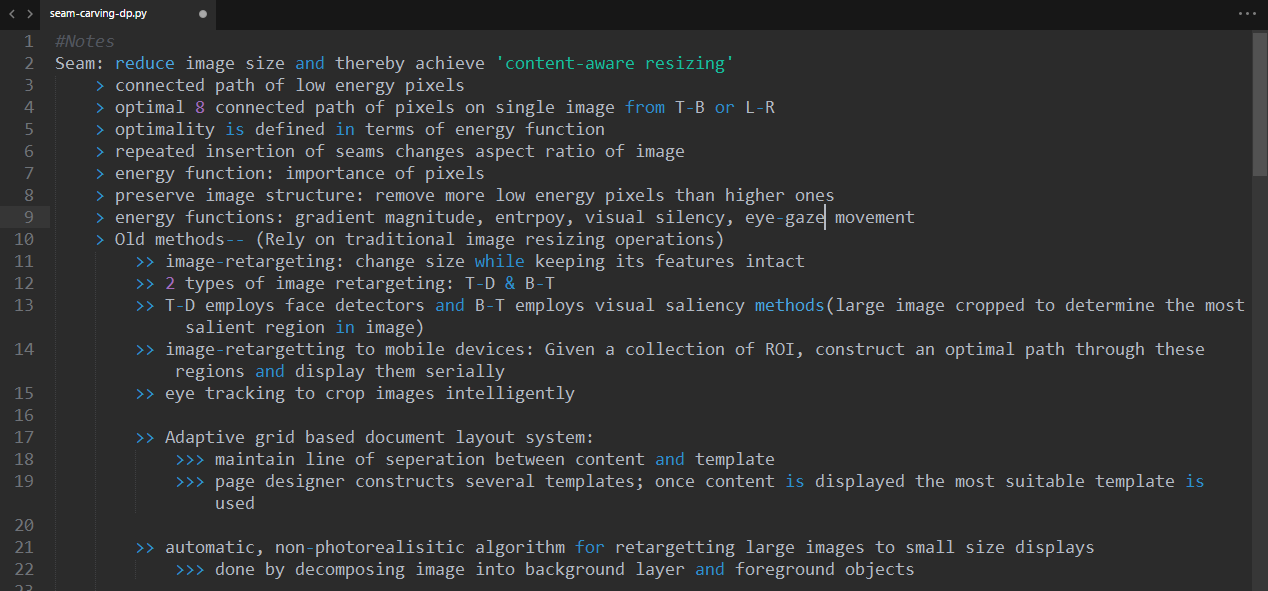 seam-carving-dp.py
1 #Notes
2 Seam: reduce image size and thereby achieve 'content-aware resizing'
3 > connected path of low energy pixels
4 > optimal 8 connected path of pixels on single image from T-B or L-R
5 > optimality is defined in terms of energy function
6 > repeated insertion of seams changes aspect ratio of image
7 > energy function: importance of pixels
8 > preserve image structure: remove more low energy pixels than higher ones
9 > energy functions: gradient magnitude, entrpoy, visual silency, eye-gaze movement
10 > Old methods-- (Rely on traditional image resizing operations)
11 >> image-retargeting: change size while keeping its features intact
12 >> 2 types of image retargeting: T-D & B-T
13 >> T-D employs face detectors and B-T employs visual saliency methods(large image cropped to determine the most
salient region in image)
14 >> image-retargetting to mobile devices: Given a collection of ROI, construct an optimal path through these
regions and display them serially
15 >> eye tracking to crop images intelligently
16
17 >> Adaptive grid based document layout system:
18 >>> maintain line of seperation between content and template
19 >>> page designer constructs several templates; once content is displayed the most suitable template is
used
20
21 >> automatic, non-photorealisitic algorithm for retargetting large images to small size displays
22 >>> done by decomposing image into background layer and foreground objects
23